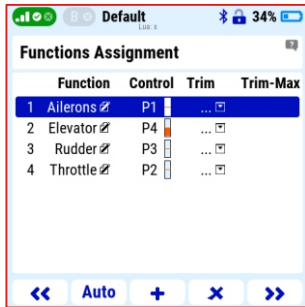 B Default 34%
Lua: s
Functions Assignment
Function Control Trim Trim-Max
1 Ailerons P1 ...
2 Elevator P4 ...
3 Rudder P3 ...
4 Throttle P2 ...
« Auto + x »